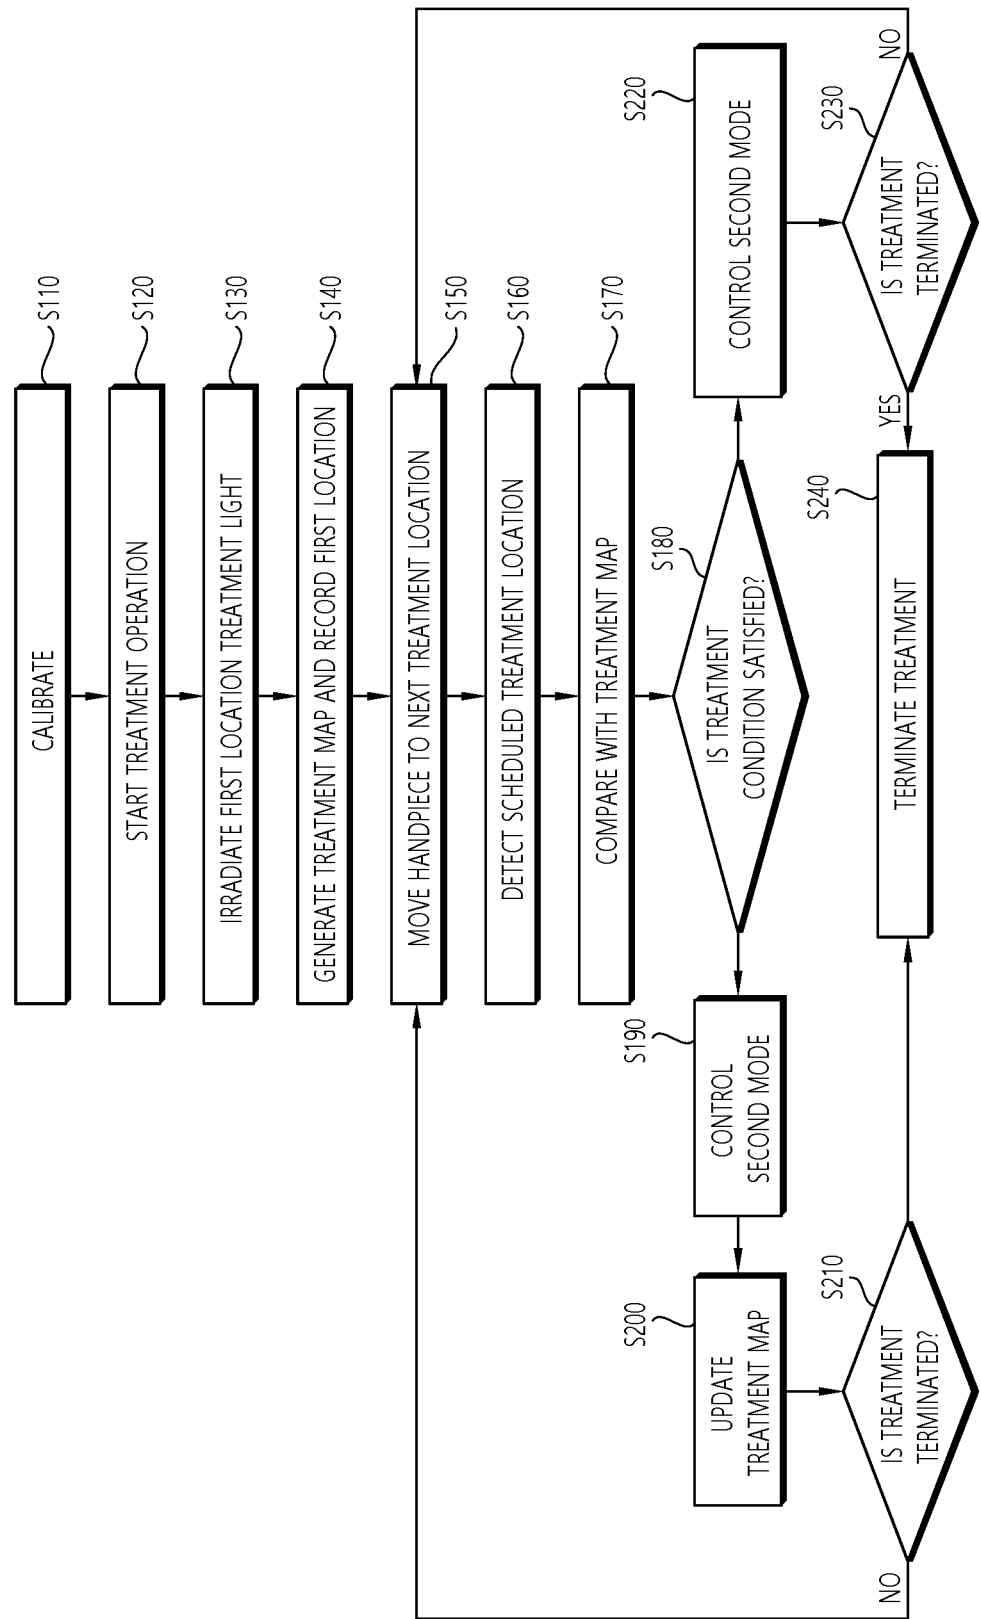 CALIBRATE
S110
START TREATMENT OPERATION
S120
IRRADIATE FIRST LOCATION TREATMENT LIGHT
S130
GENERATE TREATMENT MAP AND RECORD FIRST LOCATION
S140
MOVE HANDPIECE TO NEXT TREATMENT LOCATION
S150
DETECT SCHEDULED TREATMENT LOCATION
S160
COMPARE WITH TREATMENT MAP
S170
IS TREATMENT
CONDITION SATISFIED?
S180
CONTROL
SECOND MODE
S190
UPDATE
TREATMENT MAP
S200
IS TREATMENT
TERMINATED?
S210
NO
CONTROL SECOND MODE
S220
IS TREATMENT
TERMINATED?
S230
NO
YES
TERMINATE TREATMENT
S240